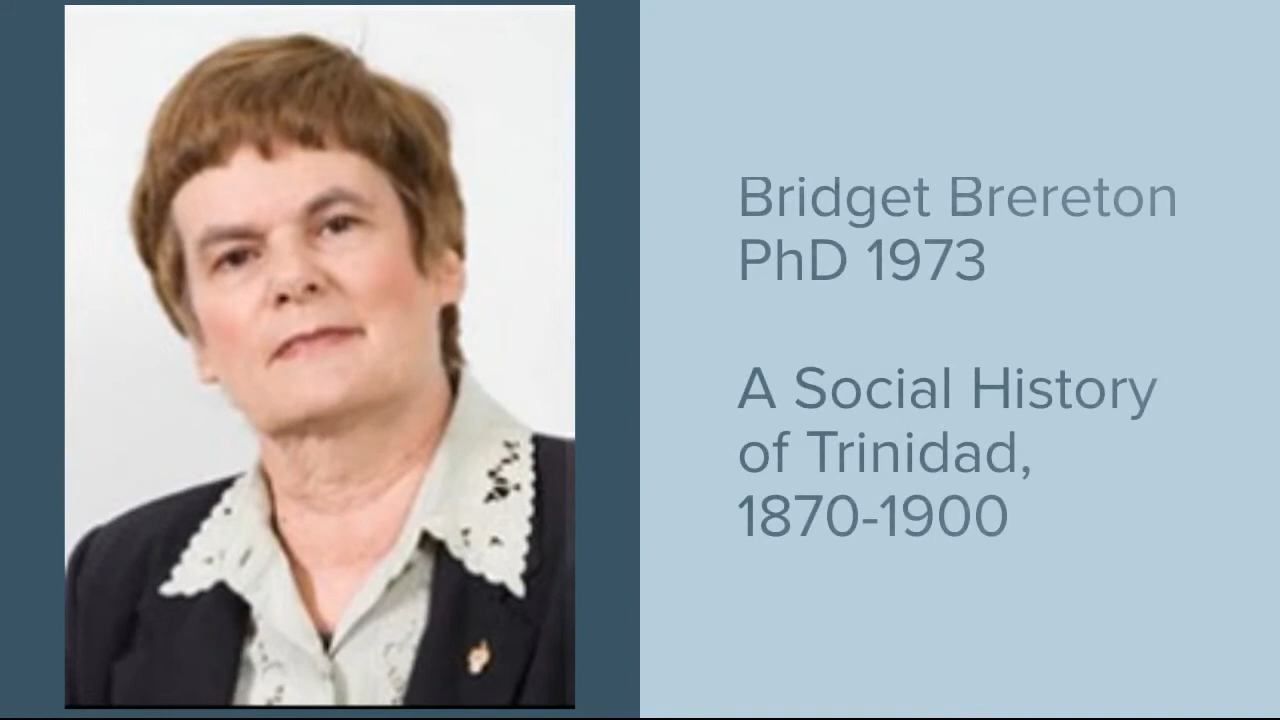 Bridget Brereton
PhD 1973
A Social History
of Trinidad,
1870-1900